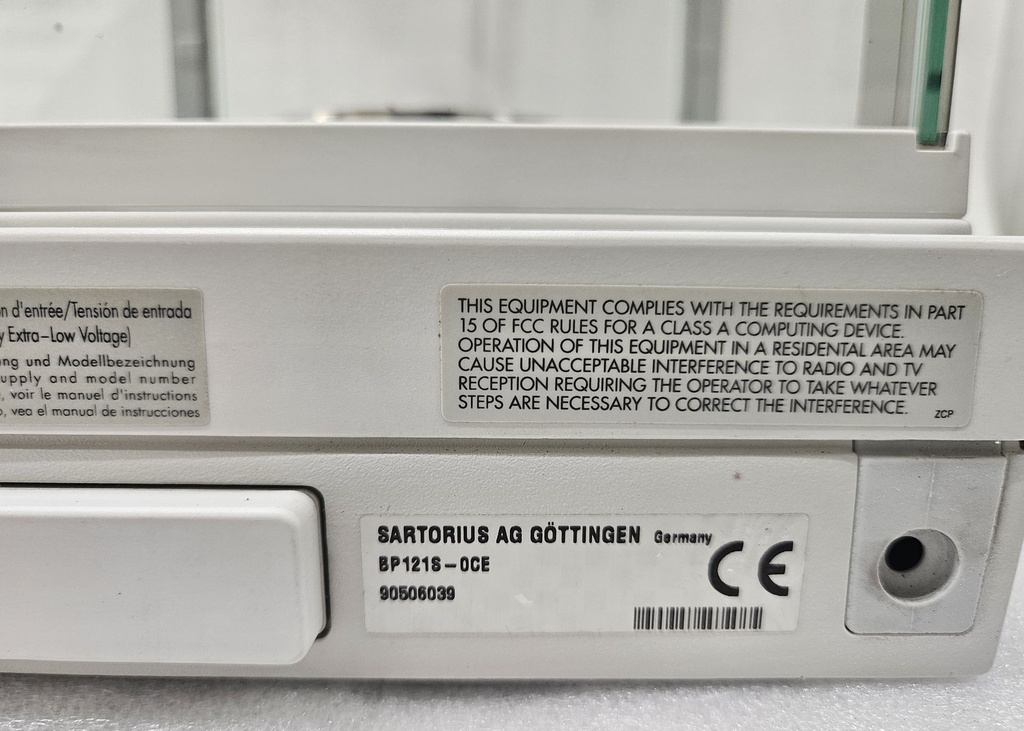 n d'entrée/Tensión de entrada
y Extra-Low Voltage)
ng und Modellbezeichnung
upply and model number
, voir le manuel d'instructions
, vea el manual de instrucciones
THIS EQUIPMENT COMPLIES WITH THE REQUIREMENTS IN PART
15 OF FCC RULES FOR A CLASS A COMPUTING DEVICE.
OPERATION OF THIS EQUIPMENT IN A RESIDENTAL AREA MAY
CAUSE UNACCEPTABLE INTERFERENCE TO RADIO AND TV
RECEPTION REQUIRING THE OPERATOR TO TAKE WHATEVER
STEPS ARE NECESSARY TO CORRECT THE INTERFERENCE.
ZCP
SARTORIUS AG GÖTTINGEN Germany
BP121S-0CE
90506039
CE